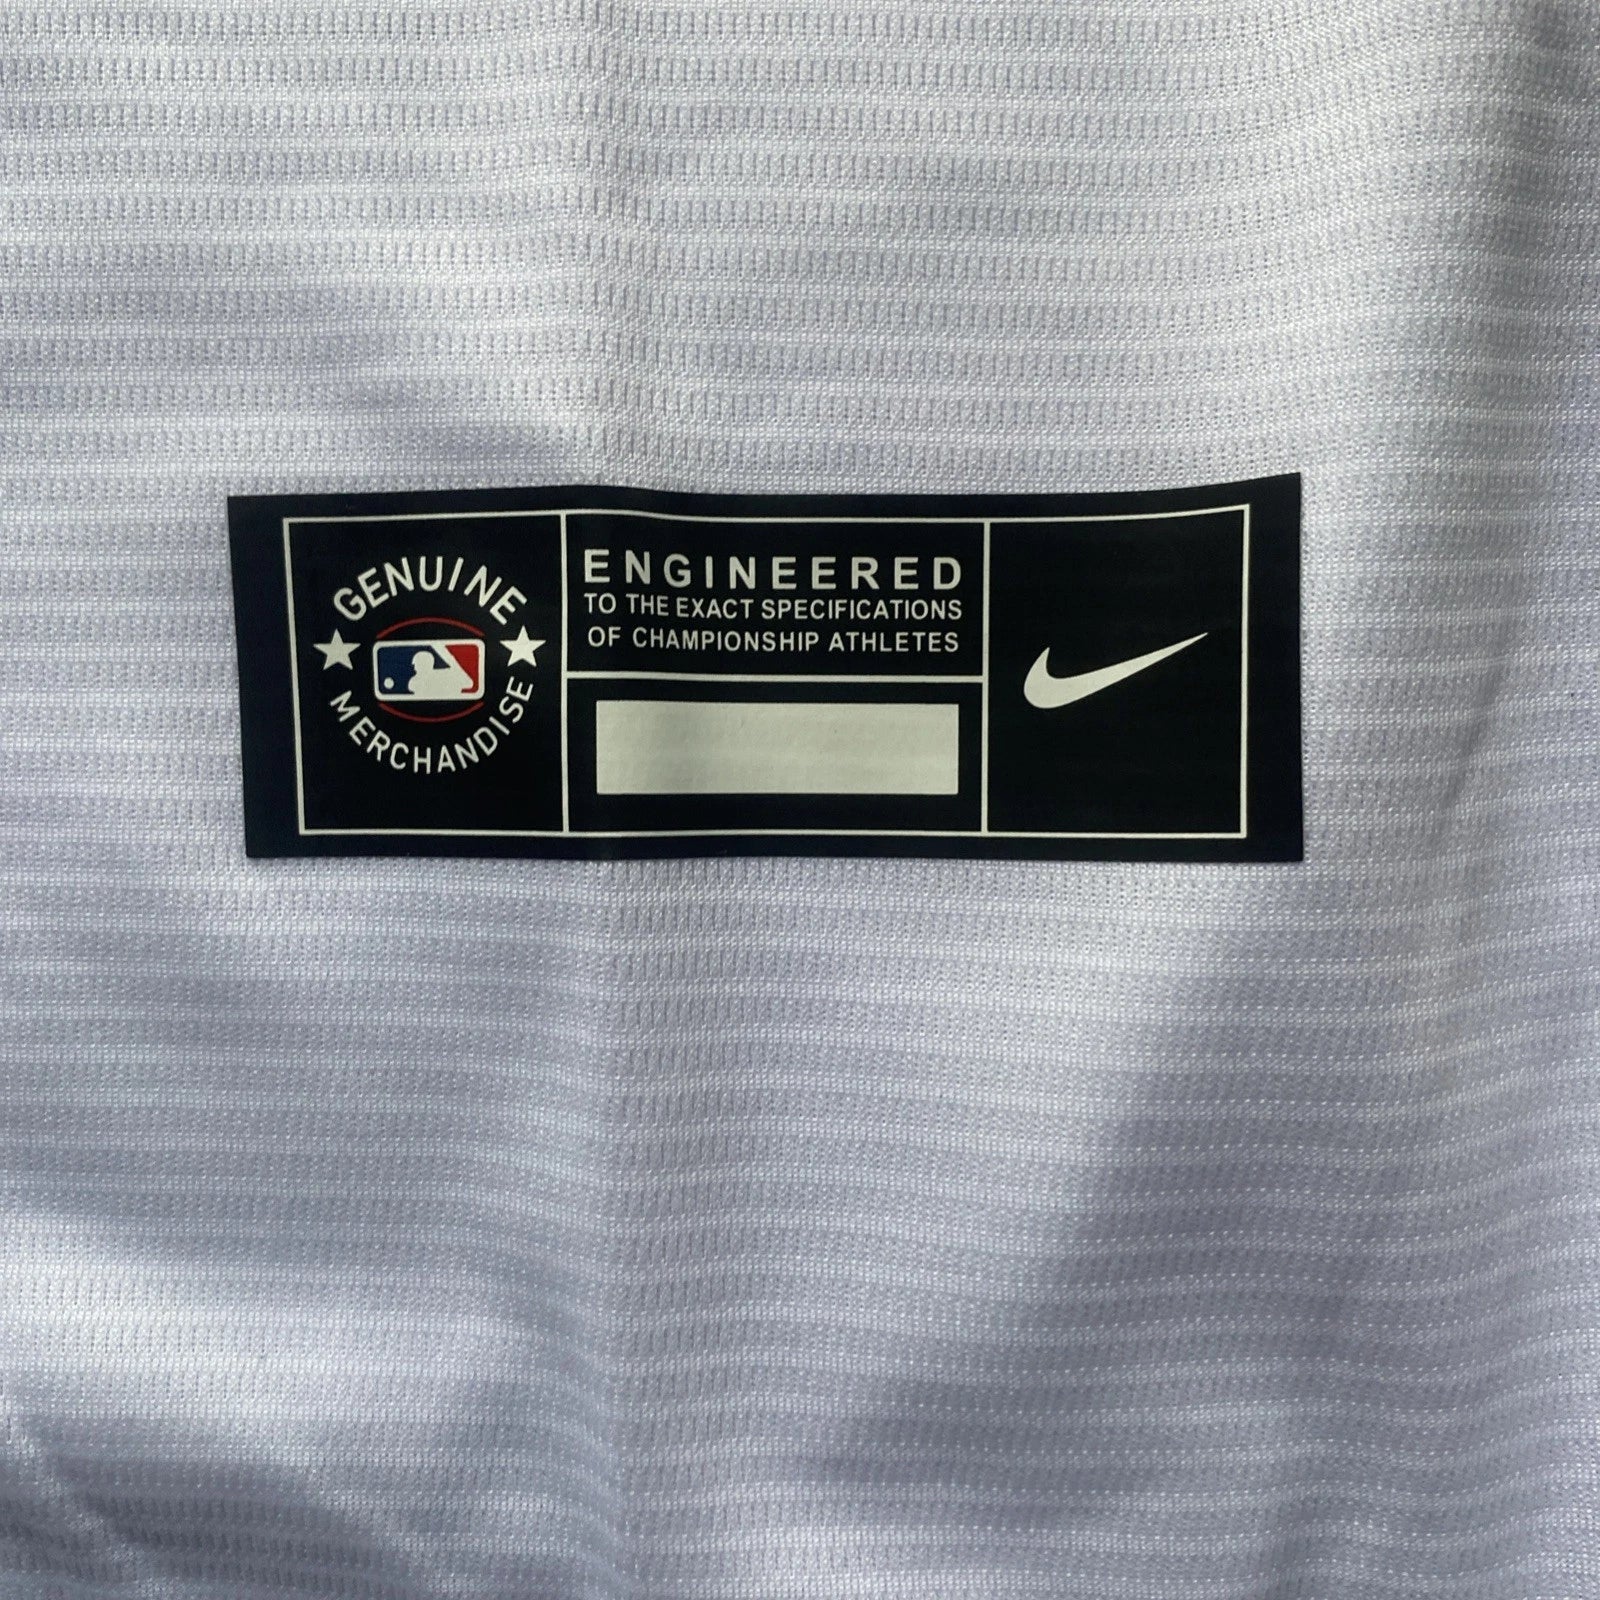 GENUINE
MERCHANDISE
ENGINEERED
TO THE EXACT SPECIFICATIONS
OF CHAMPIONSHIP ATHLETES